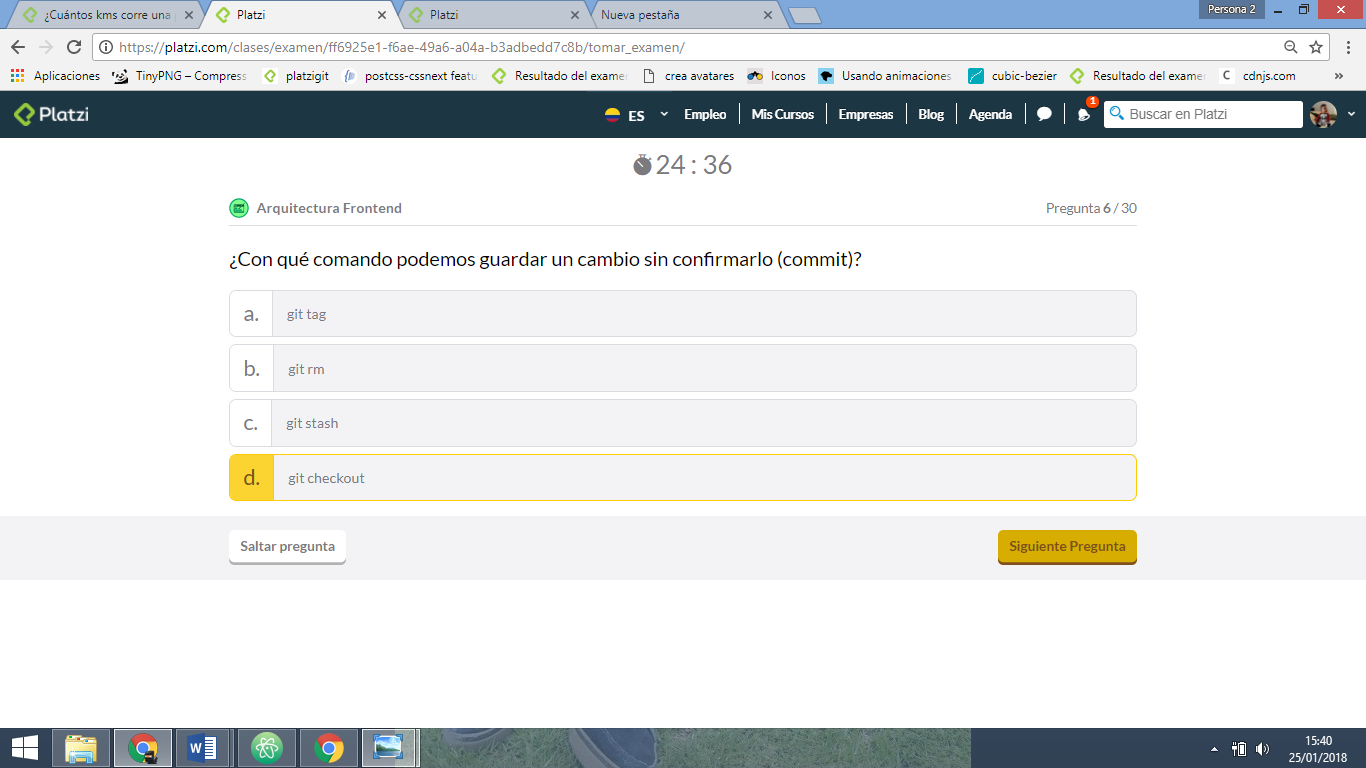 ¿Cuántos kms corre una
Platzi
Platzi
Nueva pestaña
Persona 2
https://platzi.com/clases/examen/ff6925e1-f6ae-49a6-a04a-b3adbedd7c8b/tomar_examen/
Aplicaciones
TinyPNG – Compress
platzigit
postcss-cssnext featu
Resultado del exame
crea avatares
Iconos
Usando animaciones
cubic-bezier
Resultado del exame
C cdnjs.com
»
Platzi
ES
Empleo
Mis Cursos
Empresas
Blog
Agenda
1
Buscar en Platzi
24 : 36
Arquitectura Frontend
Pregunta 6 / 30
¿Con qué comando podemos guardar un cambio sin confirmarlo (commit)?
a. git tag
b. git rm
c. git stash
d. git checkout
Saltar pregunta
Siguiente Pregunta
15:40
25/01/2018